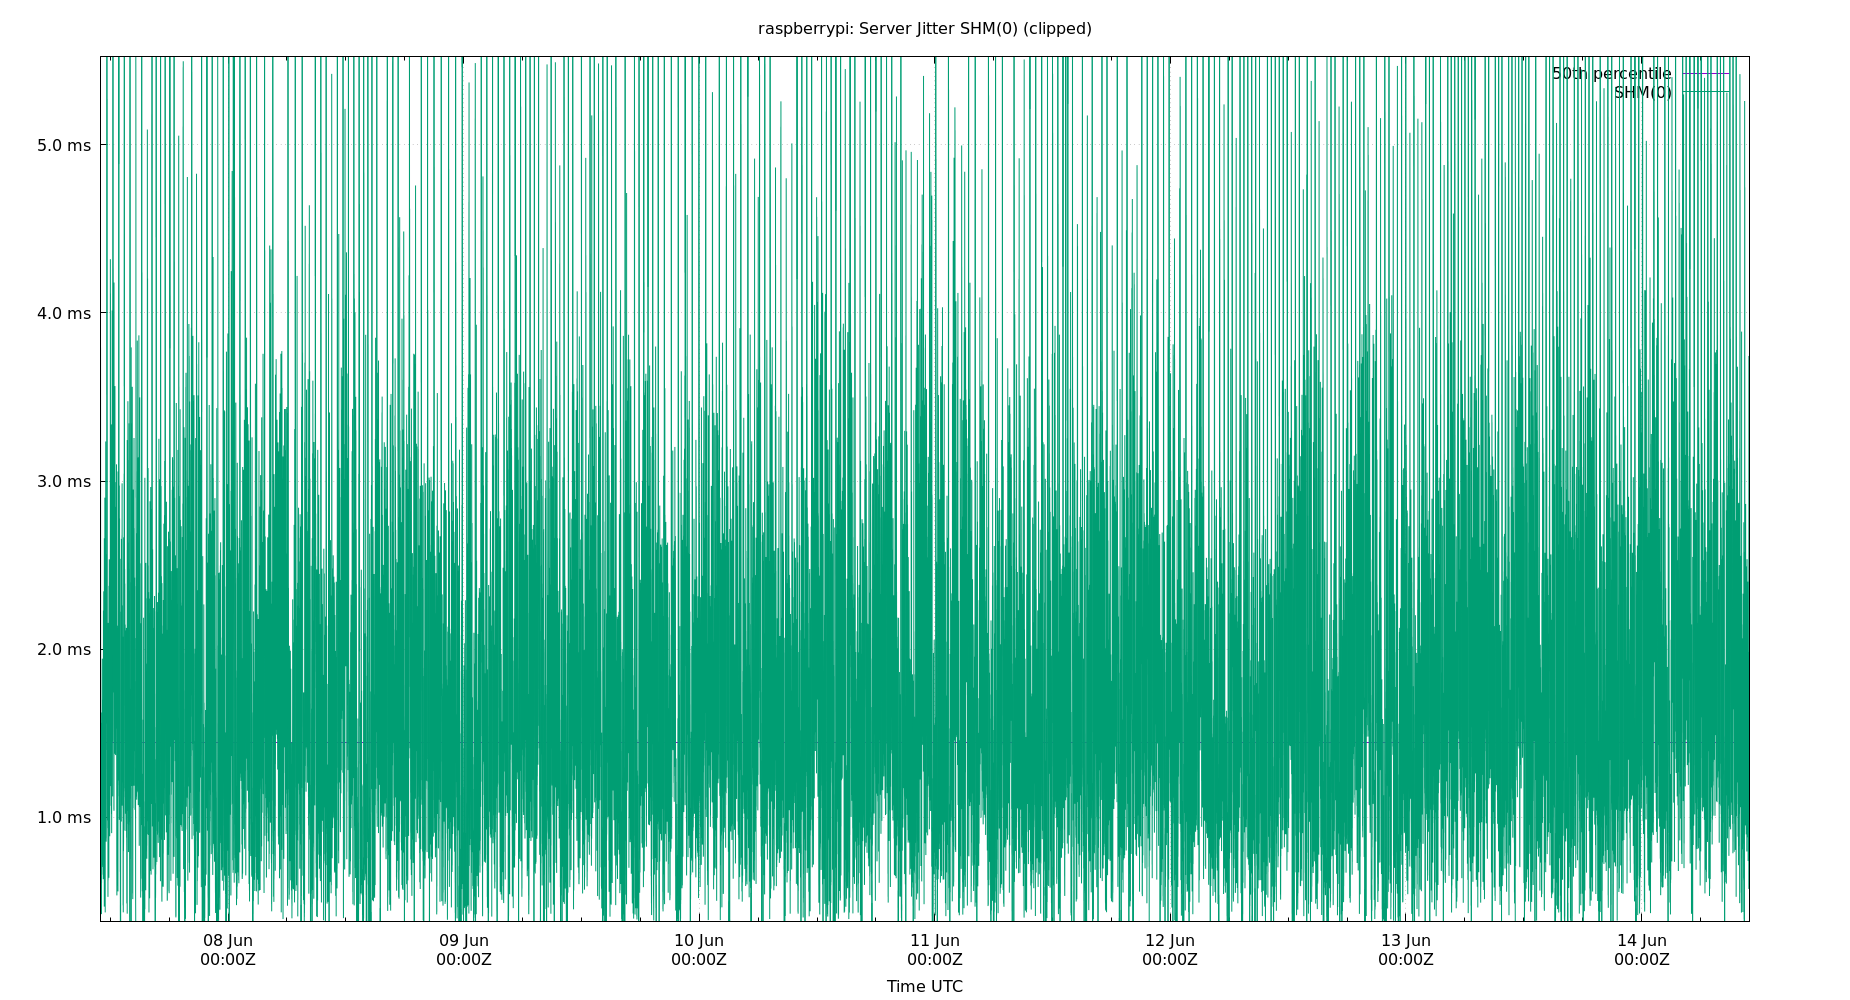 raspberrypi: Server Jitter SHM(0) (clipped)
50th percentile
SHM(0)
5.0 ms
4.0 ms
3.0 ms
2.0 ms
1.0 ms
08 Jun 09 Jun 10 Jun 11 Jun 12 Jun 13 Jun 14 Jun
00:00Z 00:00Z 00:00Z 00:00Z 00:00Z 00:00Z 00:00Z
Time UTC